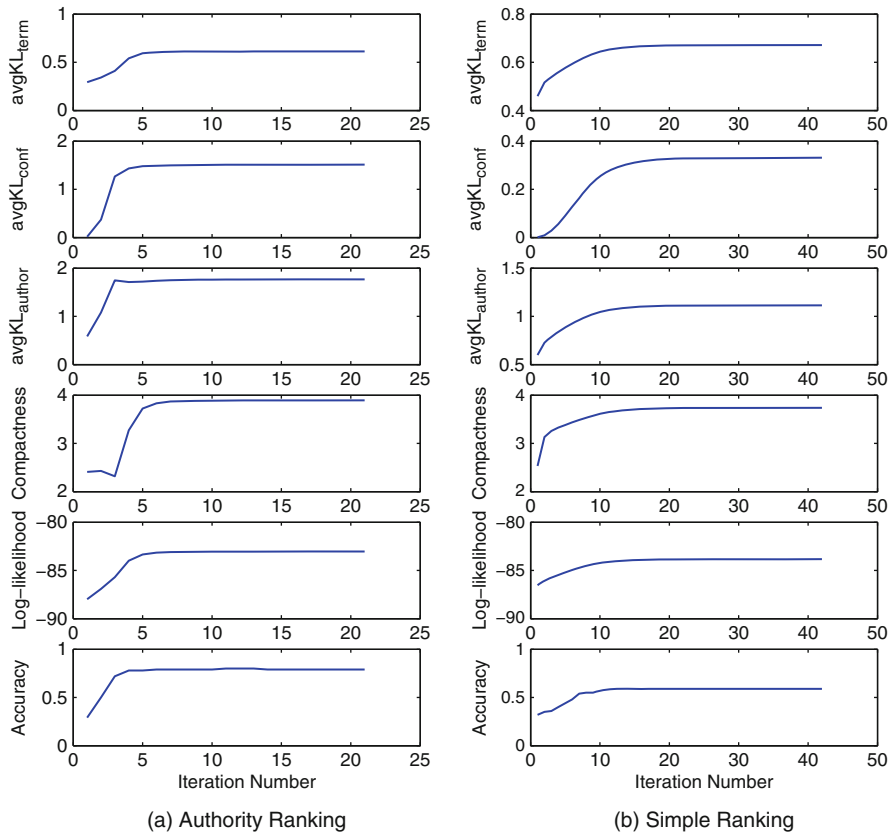 avgKL_term
1
0.5
0
0 5 10 15 20 25
avgKL_conf
2
1
0
0 5 10 15 20 25
avgKL_author
2
1
0
0 5 10 15 20 25
Compactness
4
3
2
0 5 10 15 20 25
Log−likelihood
−80
−85
−90
0 5 10 15 20 25
Accuracy
1
0.5
0
0 5 10 15 20 25
Iteration Number
(a) Authority Ranking
avgKL_term
0.8
0.6
0.4
0 10 20 30 40 50
avgKL_conf
0.4
0.2
0
0 10 20 30 40 50
avgKL_author
1.5
1
0.5
0 10 20 30 40 50
Compactness
4
3
2
0 10 20 30 40 50
Log−likelihood
−80
−85
−90
0 10 20 30 40 50
Accuracy
1
0.5
0
0 10 20 30 40 50
Iteration Number
(b) Simple Ranking